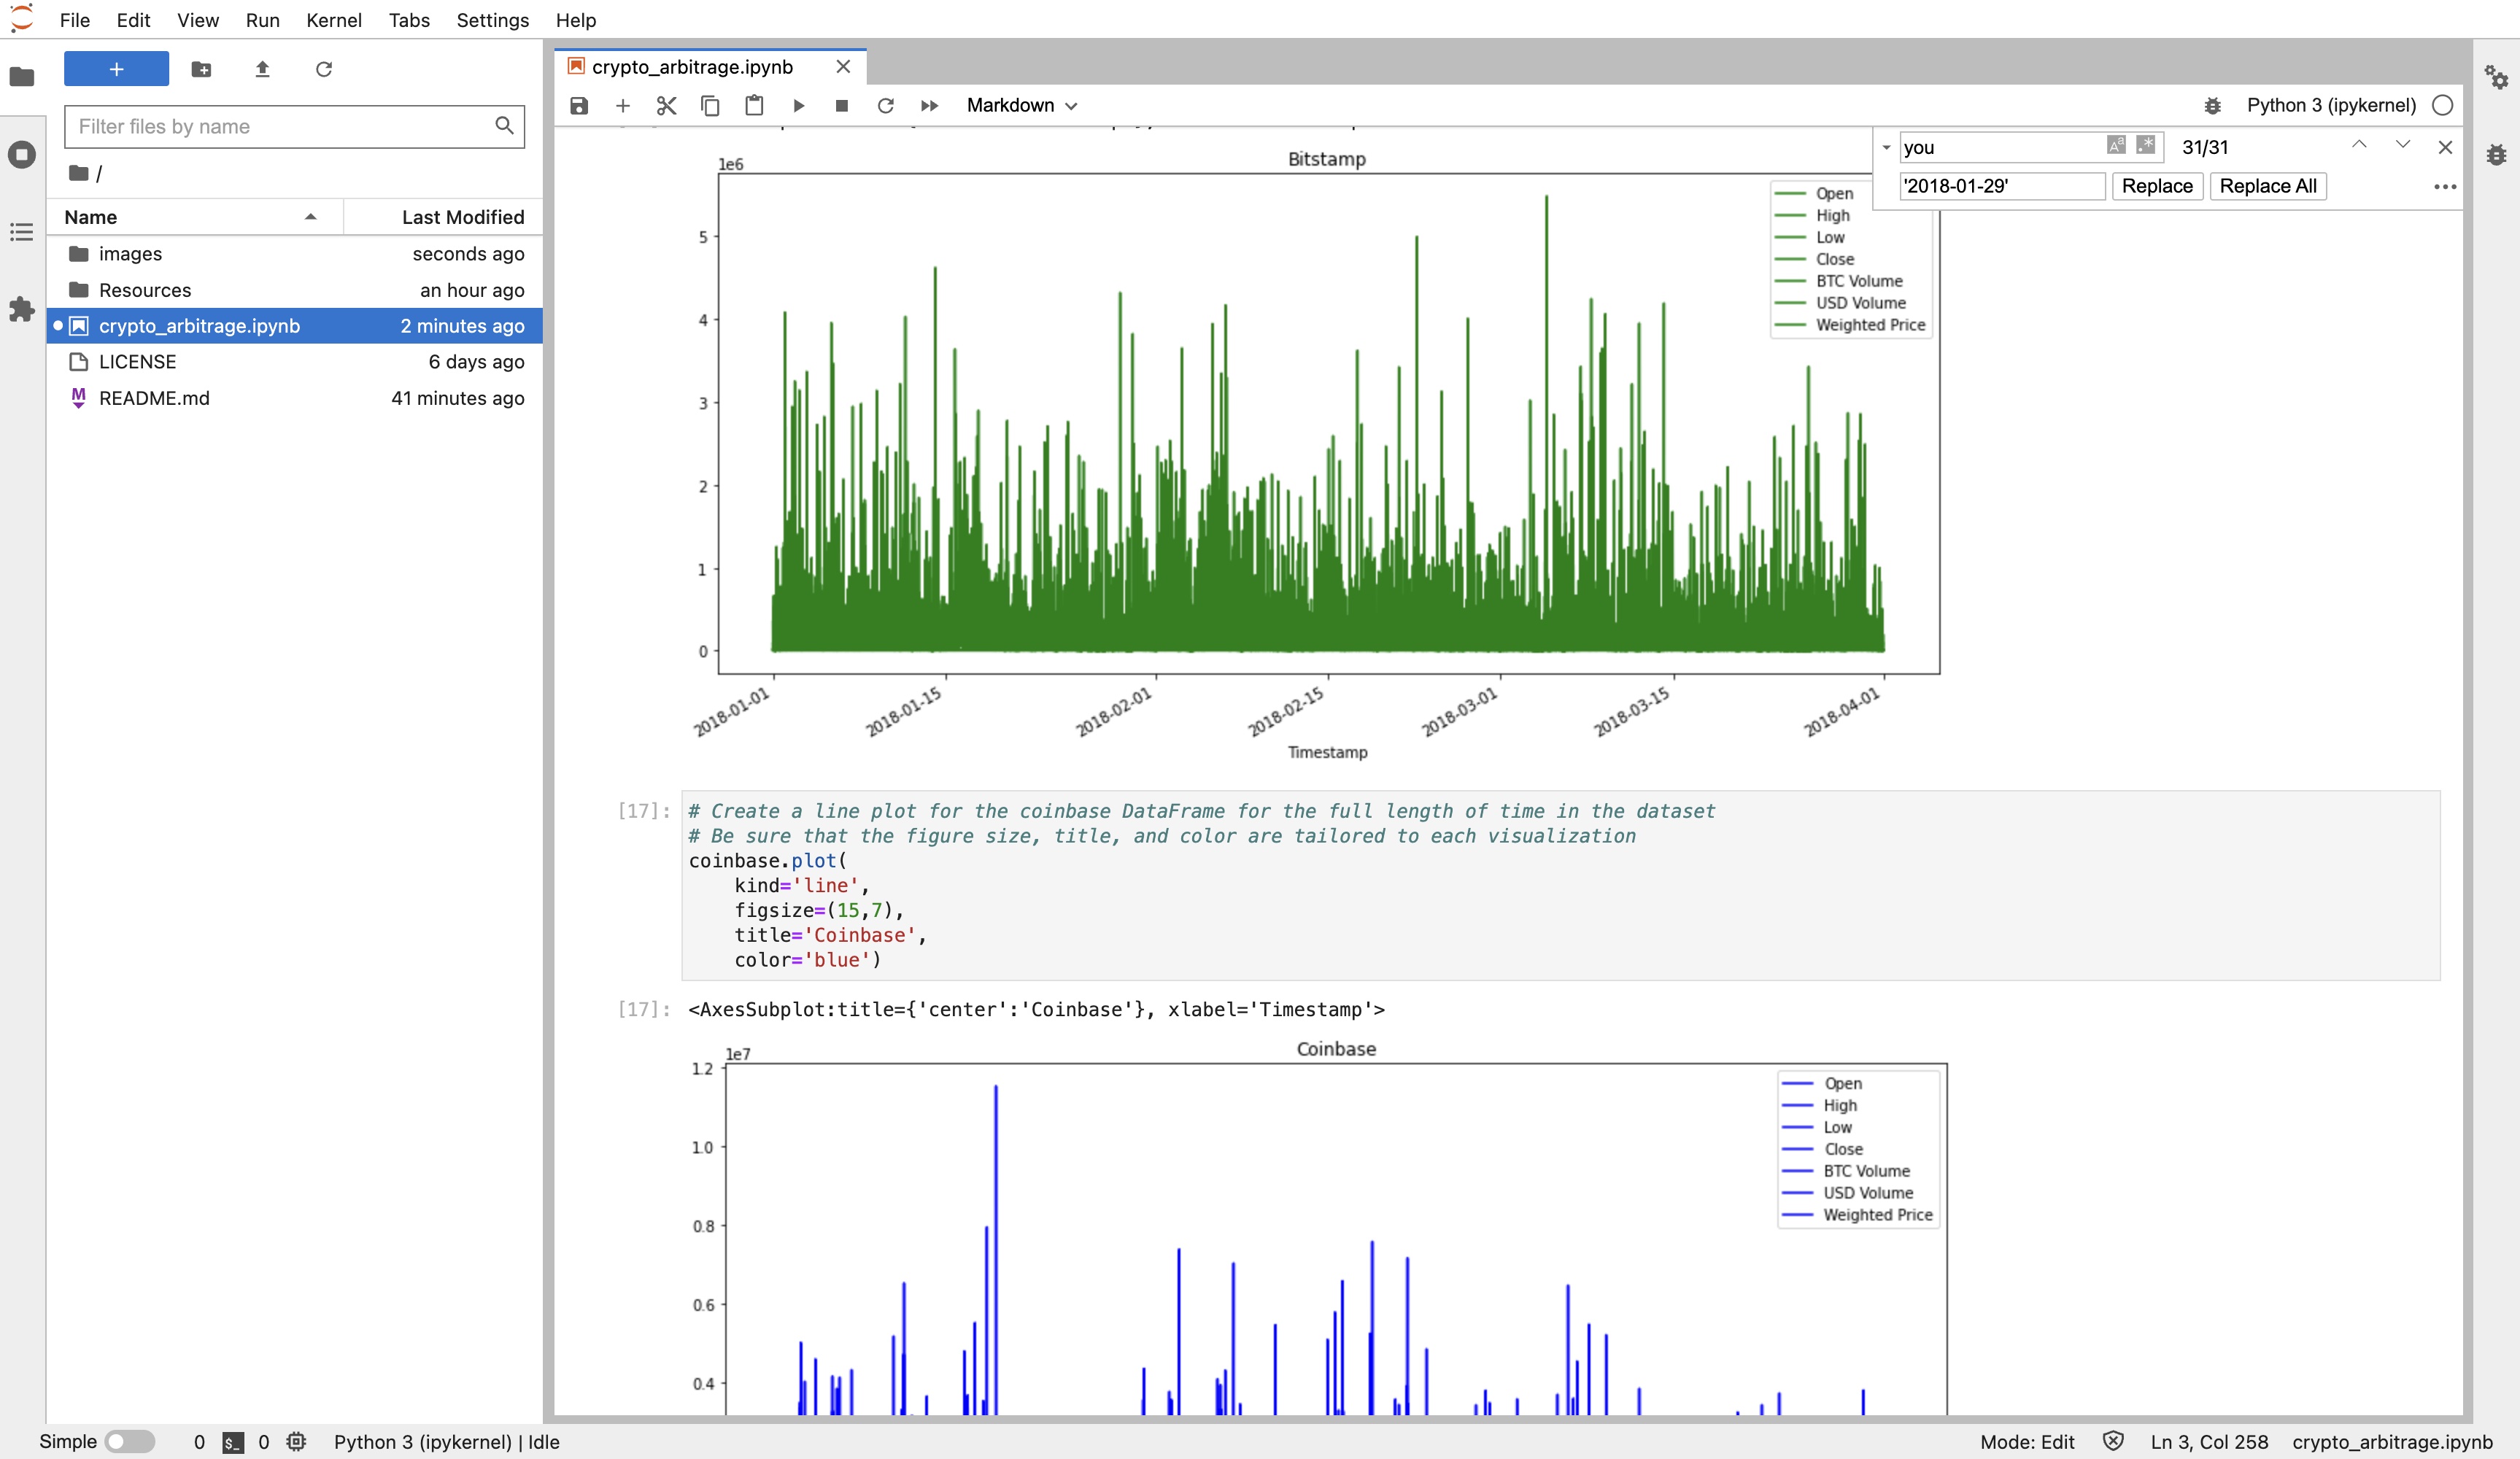 File Edit View Run Kernel Tabs Settings Help
+
Filter files by name
/
Name Last Modified
images seconds ago
Resources an hour ago
crypto_arbitrage.ipynb 2 minutes ago
LICENSE 6 days ago
M README.md 41 minutes ago
crypto_arbitrage.ipynb
Markdown
Python 3 (ipykernel)
you
31/31
'2018-01-29'
Replace
Replace All
Bitstamp
1e6
5
4
3
2
1
0
Open
High
Low
Close
BTC Volume
USD Volume
Weighted Price
2018-01-01
2018-01-15
2018-02-01
2018-02-15
2018-03-01
2018-03-15
2018-04-01
Timestamp
[17]:
# Create a line plot for the coinbase DataFrame for the full length of time in the dataset
# Be sure that the figure size, title, and color are tailored to each visualization
coinbase.plot(
kind='line',
figsize=(15,7),
title='Coinbase',
color='blue')
[17]: <AxesSubplot:title={'center':'Coinbase'}, xlabel='Timestamp'>
Coinbase
1e7
1.2
1.0
0.8
0.6
0.4
Open
High
Low
Close
BTC Volume
USD Volume
Weighted Price
Simple 0 $_ 0 Python 3 (ipykernel) | Idle
Mode: Edit Ln 3, Col 258 crypto_arbitrage.ipynb